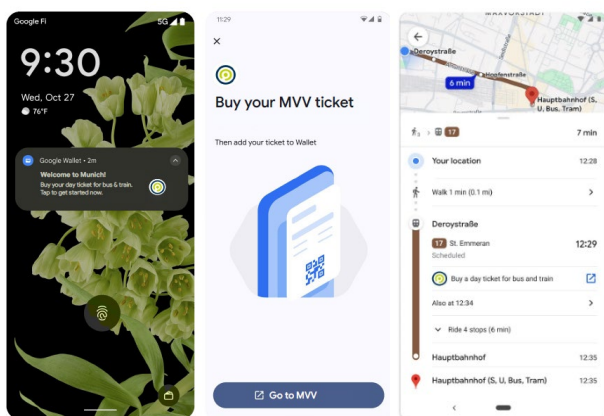 Google Fi
5G
9:30
Wed, Oct 27
76°F
Google Wallet • 2m
Welcome to Munich!
Buy your day ticket for bus & train.
Tap to get started now.
11:29
Buy your MVV ticket
Then add your ticket to Wallet
Go to MVV
MAXVORSTADT
Deroystraße
Hopfenstraße
6 min
Hauptbahnhof (S,
U, Bus, Tram)
3
17
7 min
Your location
12:28
Walk 1 min (0.1 mi)
Deroystraße
17 St. Emmeran
12:29
Scheduled
Buy a day ticket for bus and train
Also at 12:34
Ride 4 stops (6 min)
Hauptbahnhof
12:35
Hauptbahnhof (S, U, Bus, Tram)
12:35